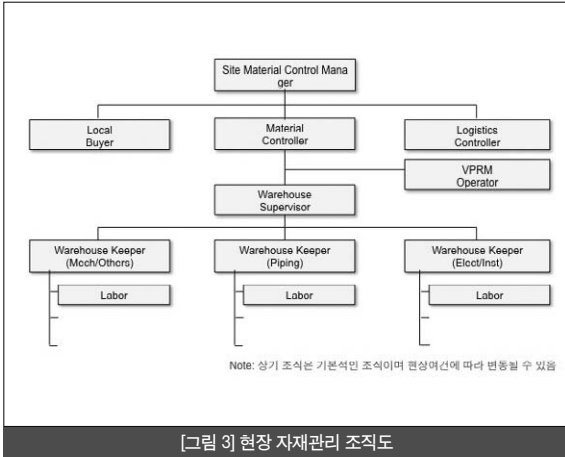 Site Material Control Mana
ger
Local
Buyer
Material
Controller
Logistics
Controller
VPRM
Operator
Warehouse
Supervisor
Warehouse Keeper
(Mech/Others)
Warehouse Keeper
(Piping)
Warehouse Keeper
(Elect/Inst)
Labor
Labor
Labor
Note: 상기 조직은 기본적인 조직이며 현장여건에 따라 변동될 수 있음
[그림 3] 현장 자재관리 조직도